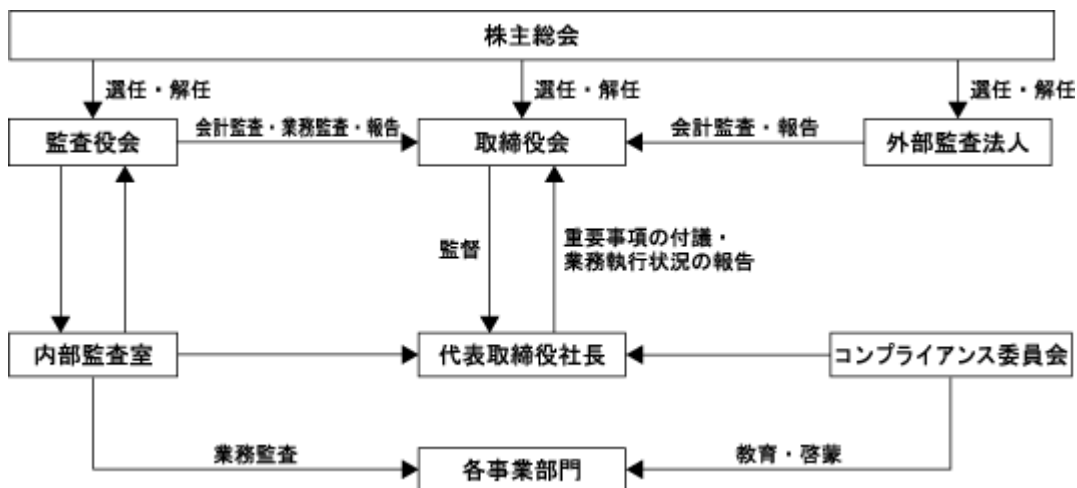 株主総会
選任・解任
選任・解任
選任・解任
監査役会
会計監査・業務監査・報告
取締役会
会計監査・報告
外部監査法人
監督
重要事項の付議・
業務執行状況の報告
内部監査室
代表取締役社長
コンプライアンス委員会
業務監査
各事業部門
教育・啓蒙